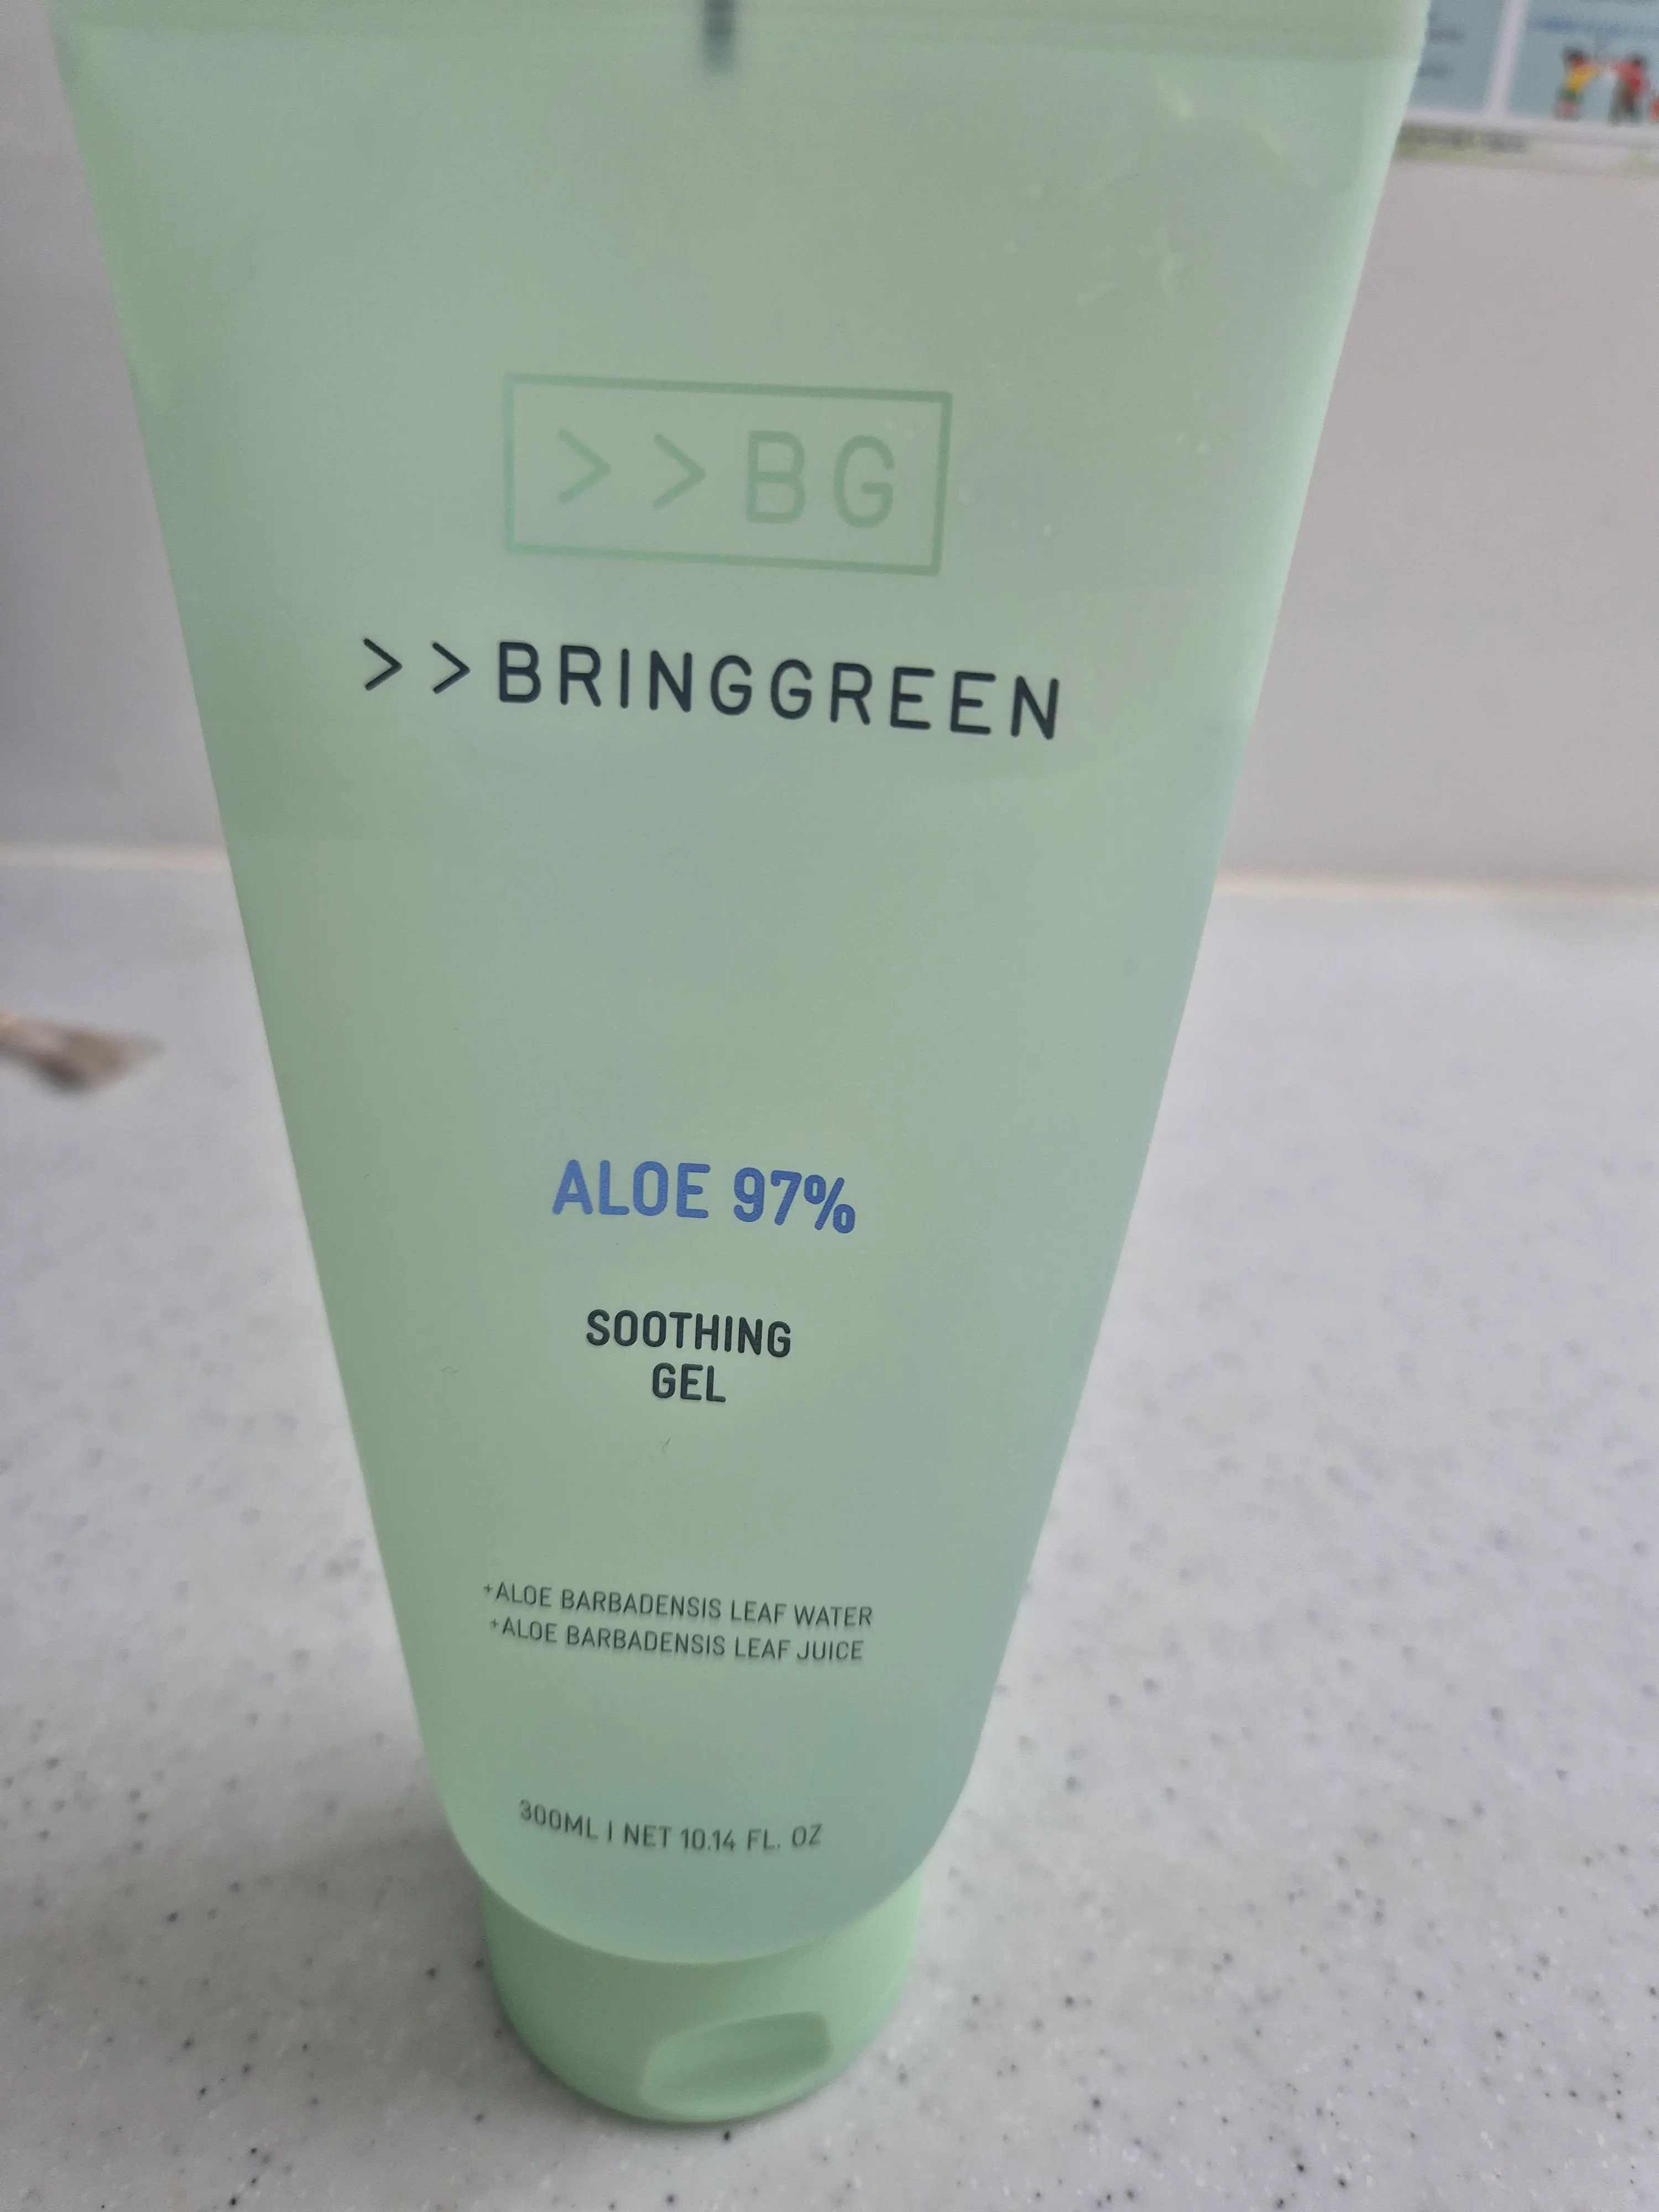 >>BG
>>BRINGGREEN
ALOE 97%
SOOTHING
GEL
+ALOE BARBADENSIS LEAF WATER
+ALOE BARBADENSIS LEAF JUICE
300ML | NET 10.14 FL. OZ